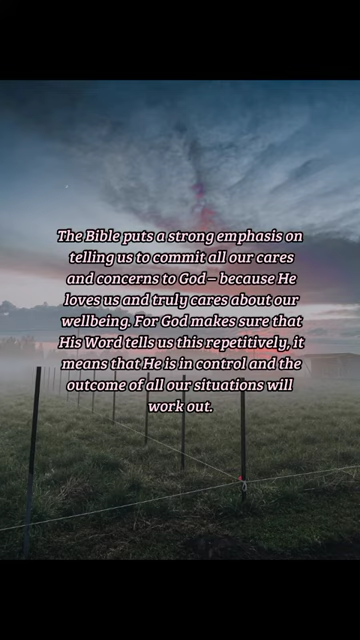 The Bible puts a strong emphasis on
telling us to commit all our cares
and concerns to God – because He
loves us and truly cares about our
wellbeing. For God makes sure that
His Word tells us this repetitively, it
means that He is in control and the
outcome of all our situations will
work out.